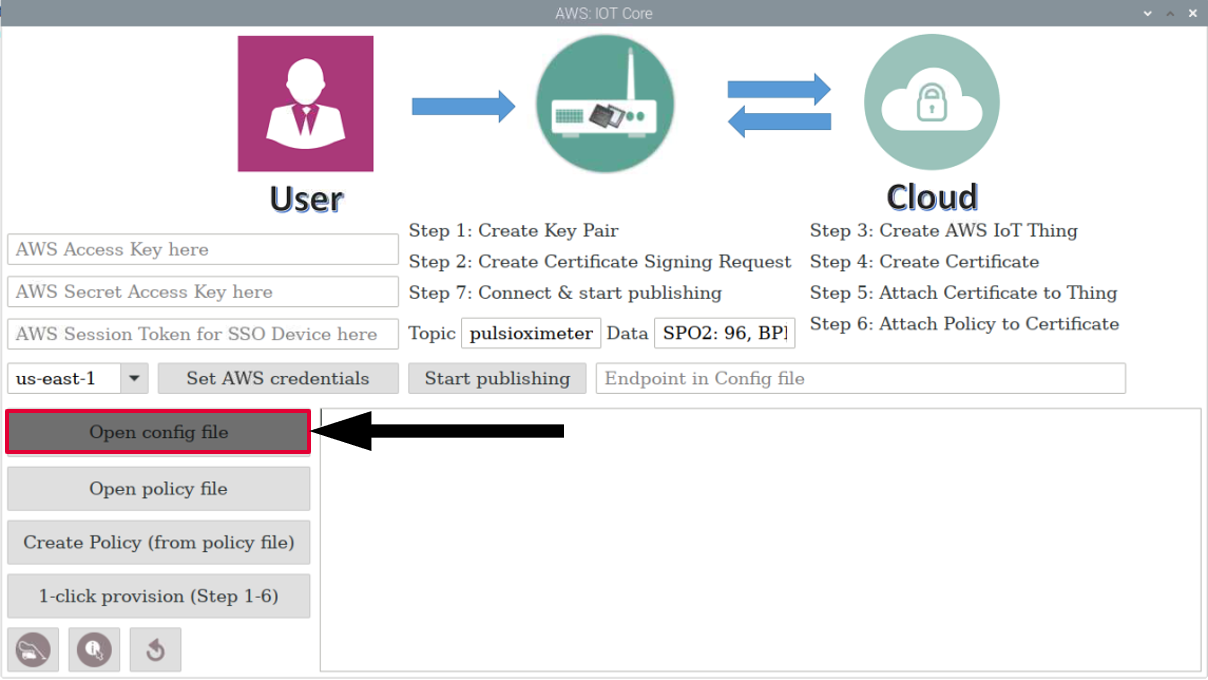 AWS: IOT Core
User
Cloud
AWS Access Key here
AWS Secret Access Key here
AWS Session Token for SSO Device here
Step 1: Create Key Pair
Step 2: Create Certificate Signing Request
Step 7: Connect & start publishing
Step 3: Create AWS IoT Thing
Step 4: Create Certificate
Step 5: Attach Certificate to Thing
Step 6: Attach Policy to Certificate
Topic pulsioximeter Data SPO2: 96, BPI
us-east-1 Set AWS credentials Start publishing Endpoint in Config file
Open config file
Open policy file
Create Policy (from policy file)
1-click provision (Step 1-6)